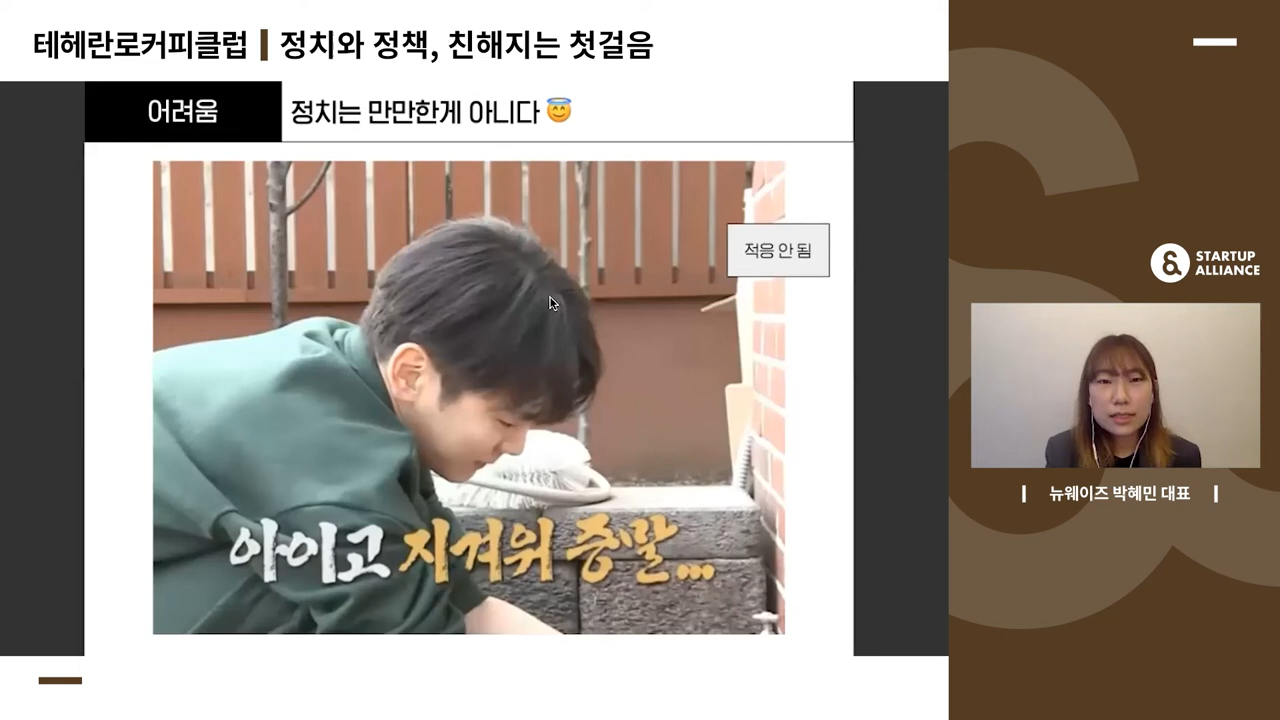 테헤란로커피클럽 | 정치와 정책, 친해지는 첫걸음
어려움
정치는 만만한게 아니다 😇
적응 안 됨
아이고 지겨워 증말...
STARTUP
ALLIANCE
| 뉴웨이즈 박혜민 대표 |